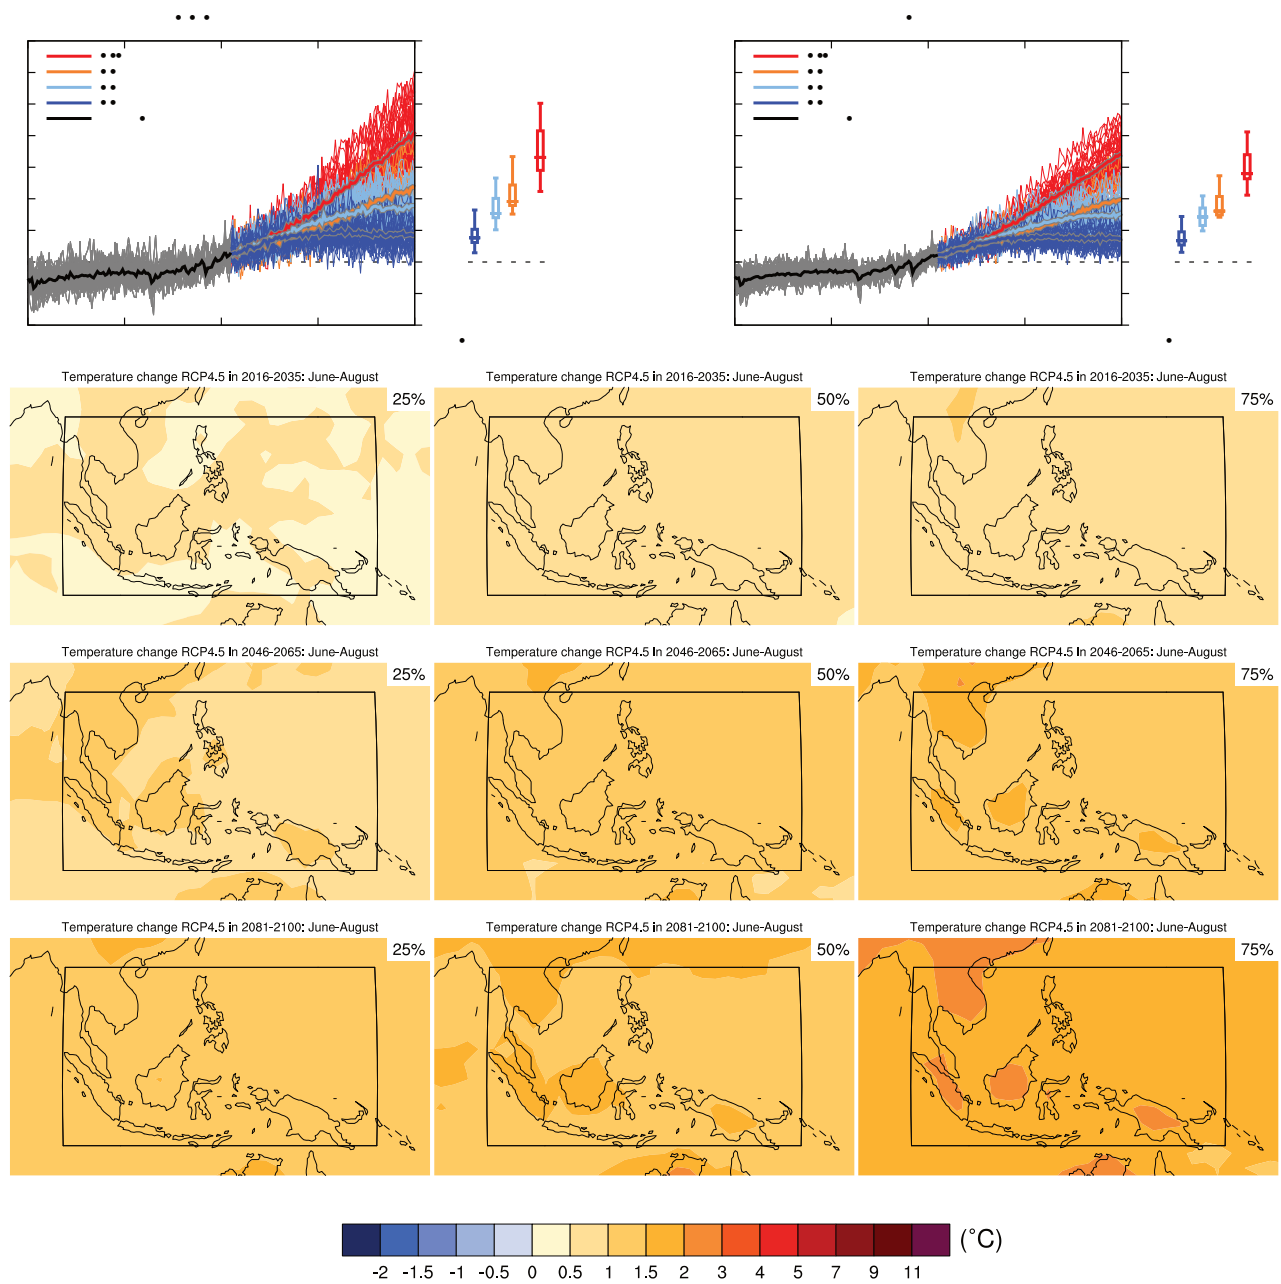 Temperature change RCP4.5 in 2016-2035: June-August
25%
Temperature change RCP4.5 in 2016-2035: June-August
50%
Temperature change RCP4.5 in 2016-2035: June-August
75%
Temperature change RCP4.5 in 2046-2065: June-August
25%
Temperature change RCP4.5 in 2046-2065: June-August
50%
Temperature change RCP4.5 in 2046-2065: June-August
75%
Temperature change RCP4.5 in 2081-2100: June-August
25%
Temperature change RCP4.5 in 2081-2100: June-August
50%
Temperature change RCP4.5 in 2081-2100: June-August
75%
(°C)
-2 -1.5 -1 -0.5 0 0.5 1 1.5 2 3 4 5 7 9 11